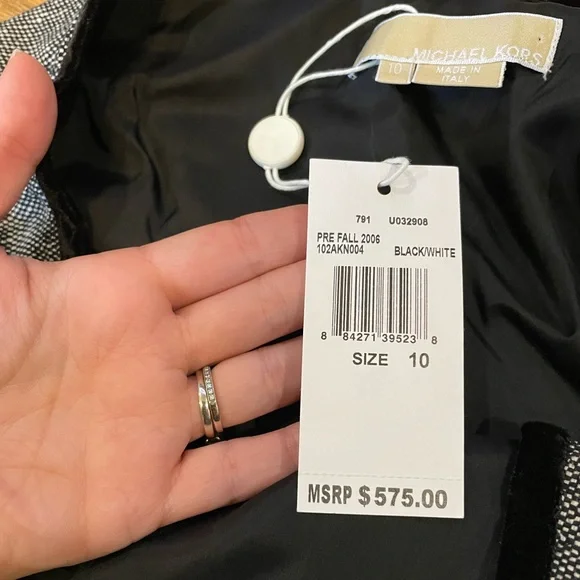 MICHAEL KORS
10
MADE IN
ITALY
791 U032908
PRE FALL 2006
102AKN004 BLACK/WHITE
8 84271 39523 8
SIZE 10
MSRP $575.00